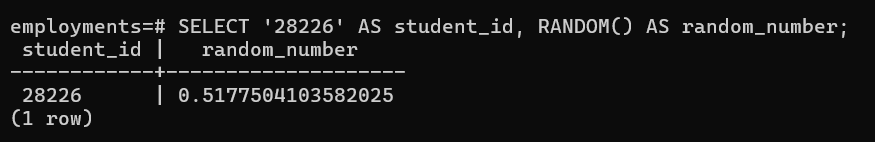 employments=# SELECT '28226' AS student_id, RANDOM() AS random_number;
 student_id |   random_number
------------+--------------------
 28226      | 0.5177504103582025
(1 row)